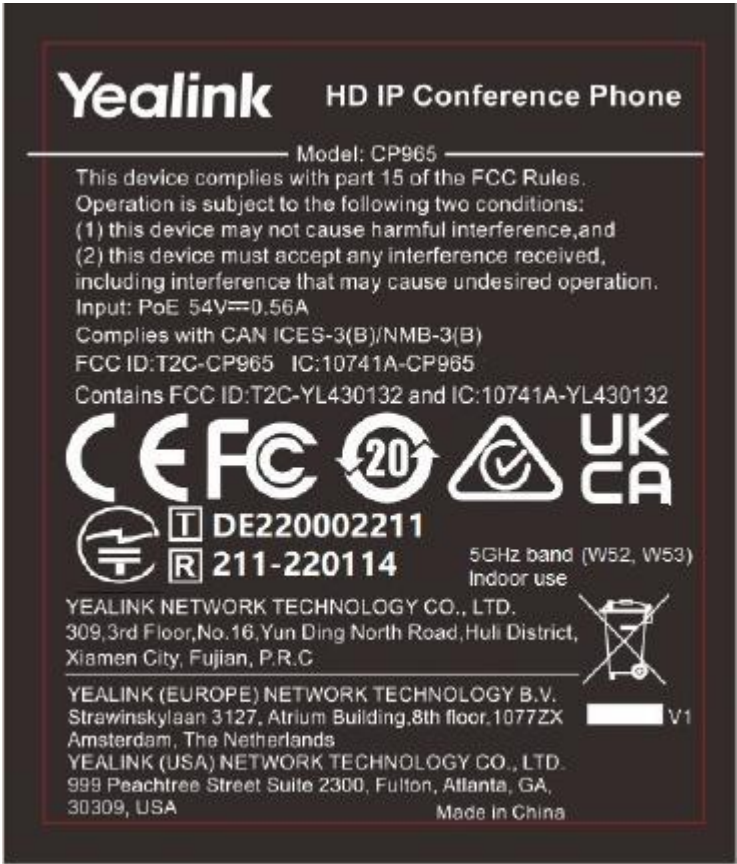 Yealink HD IP Conference Phone
Model: CP965
This device complies with part 15 of the FCC Rules.
Operation is subject to the following two conditions:
(1) this device may not cause harmful interference,and
(2) this device must accept any interference received,
including interference that may cause undesired operation.
Input: PoE 54V⎓0.56A
Complies with CAN ICES-3(B)/NMB-3(B)
FCC ID:T2C-CP965 IC:10741A-CP965
Contains FCC ID:T2C-YL430132 and IC:10741A-YL430132
CE FC 20 UK
CA
T DE220002211
R 211-220114
5GHz band (W52, W53)
Indoor use
YEALINK NETWORK TECHNOLOGY CO., LTD.
309,3rd Floor,No.16,Yun Ding North Road,Huli District,
Xiamen City, Fujian, P.R.C
YEALINK (EUROPE) NETWORK TECHNOLOGY B.V.
Strawinskylaan 3127, Atrium Building,8th floor,1077ZX
Amsterdam, The Netherlands
V1
YEALINK (USA) NETWORK TECHNOLOGY CO., LTD.
999 Peachtree Street Suite 2300, Fulton, Atlanta, GA,
30309, USA
Made in China